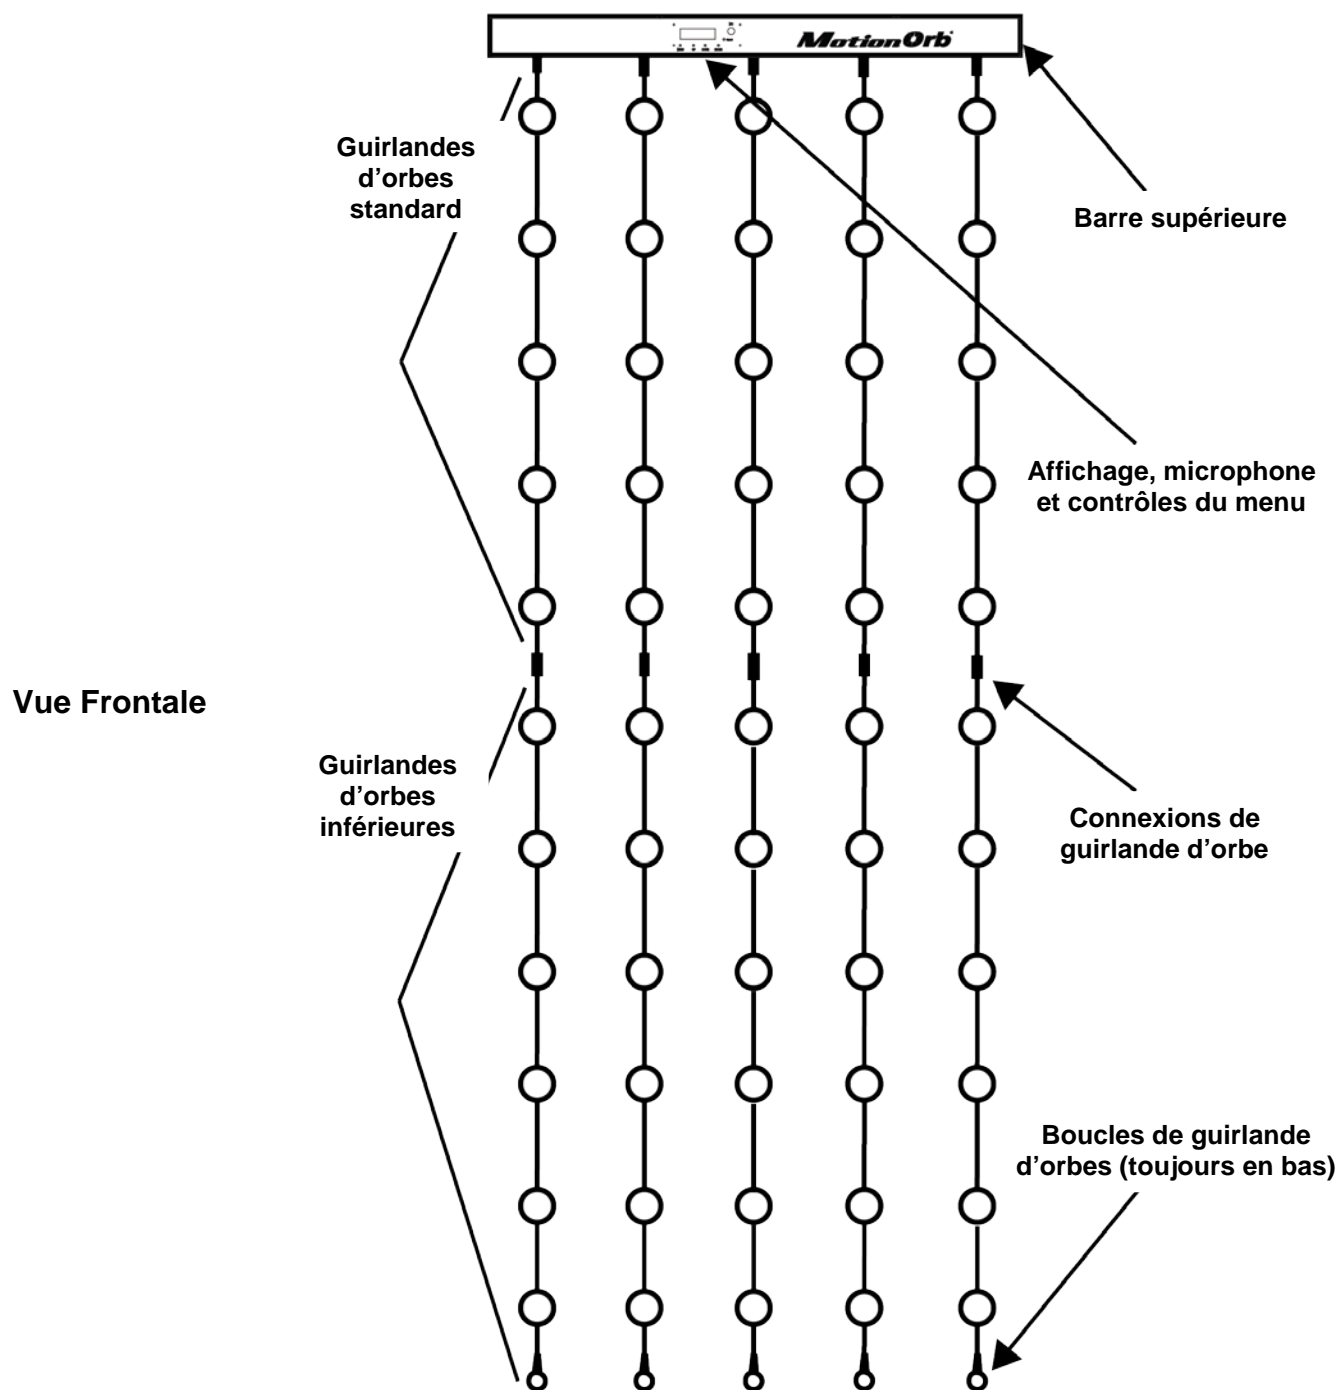 MotionOrb
Guirlandes
d’orbes
standard
Barre supérieure
Affichage, microphone
et contrôles du menu
Vue Frontale
Guirlandes
d’orbes
inférieures
Connexions de
guirlande d’orbe
Boucles de guirlande
d’orbes (toujours en bas)